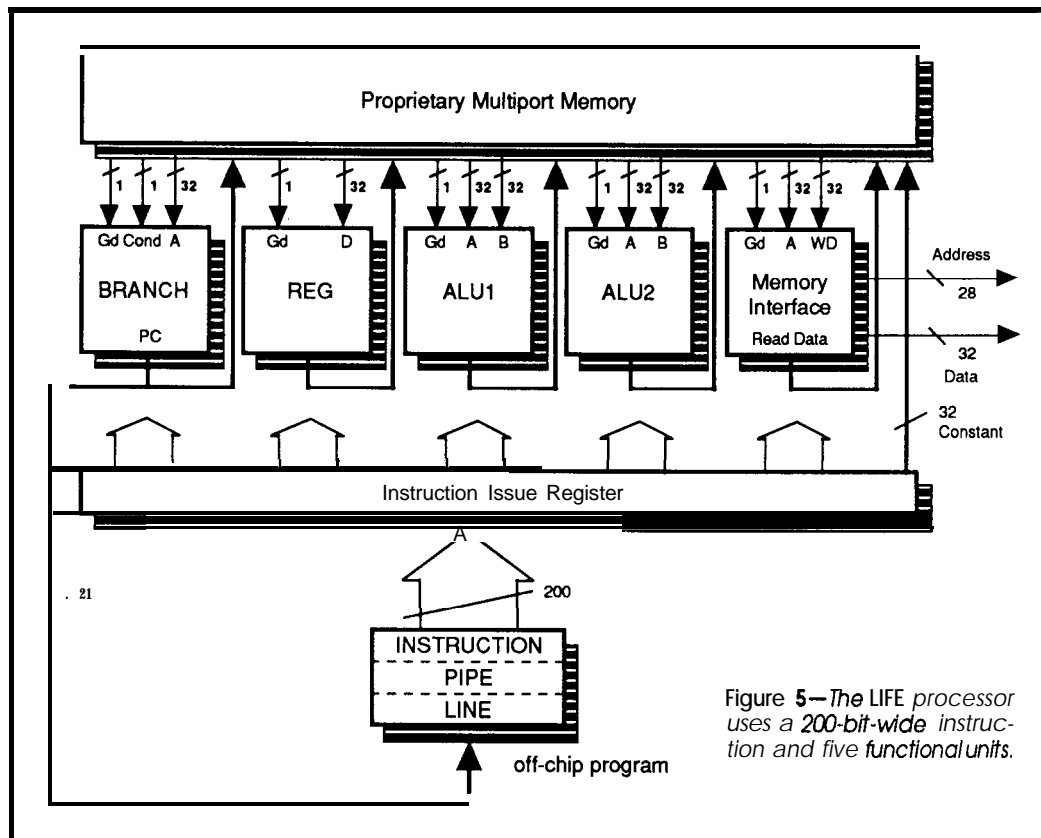 Proprietary Multiport Memory
1 1 32 1 32 1 32 32 1 32 32 1 32 32
Gd Cond A
BRANCH
PC
Gd D
REG
Gd A B
ALU1
Gd A B
ALU2
Gd A WD
Memory
Interface
Read Data
Address
28
32
Data
32
Constant
Instruction Issue Register
A
. 21
200
INSTRUCTION
PIPE
LINE
off-chip program
Figure 5—The LIFE processor
uses a 200-bit-wide instruc-
tion and five functional units.